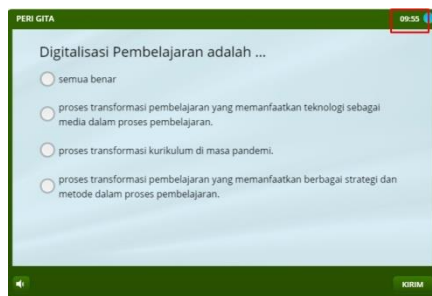 PERI GITA
09:55
Digitalisasi Pembelajaran adalah ...
semua benar
proses transformasi pembelajaran yang memanfaatkan teknologi sebagai
media dalam proses pembelajaran.
proses transformasi kurikulum di masa pandemi.
proses transformasi pembelajaran yang memanfaatkan berbagai strategi dan
metode dalam proses pembelajaran.
KIRIM